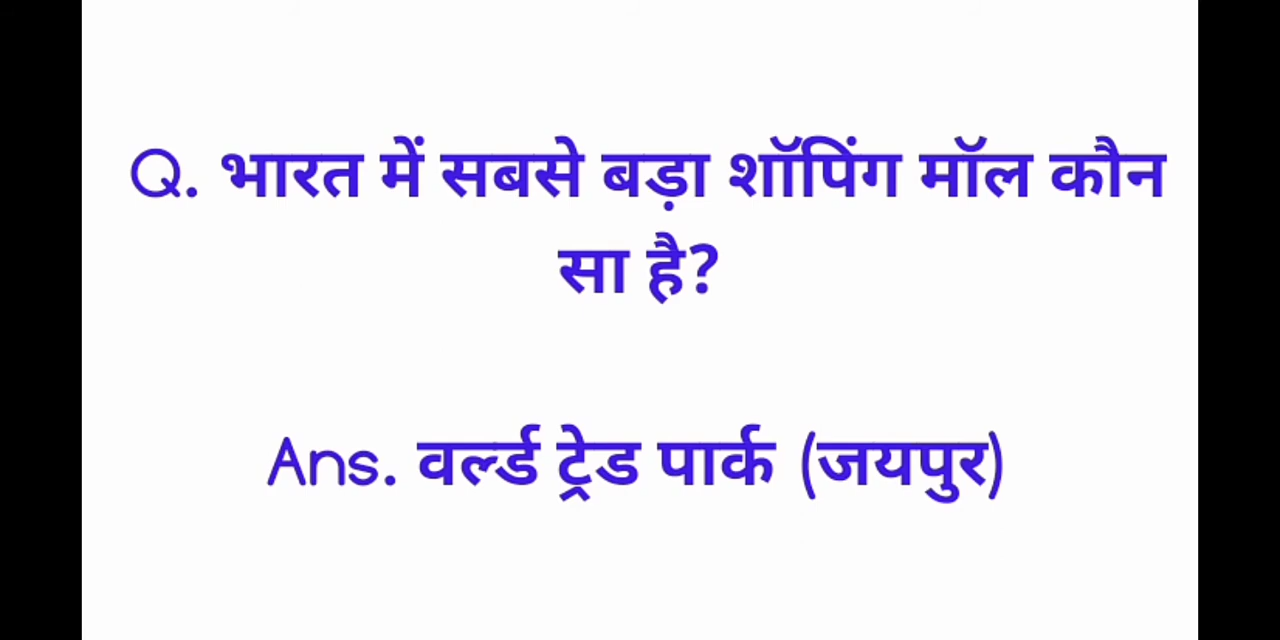 Q. भारत में सबसे बड़ा शॉपिंग मॉल कौन
सा है?
Ans. वर्ल्ड ट्रेड पार्क (जयपुर)